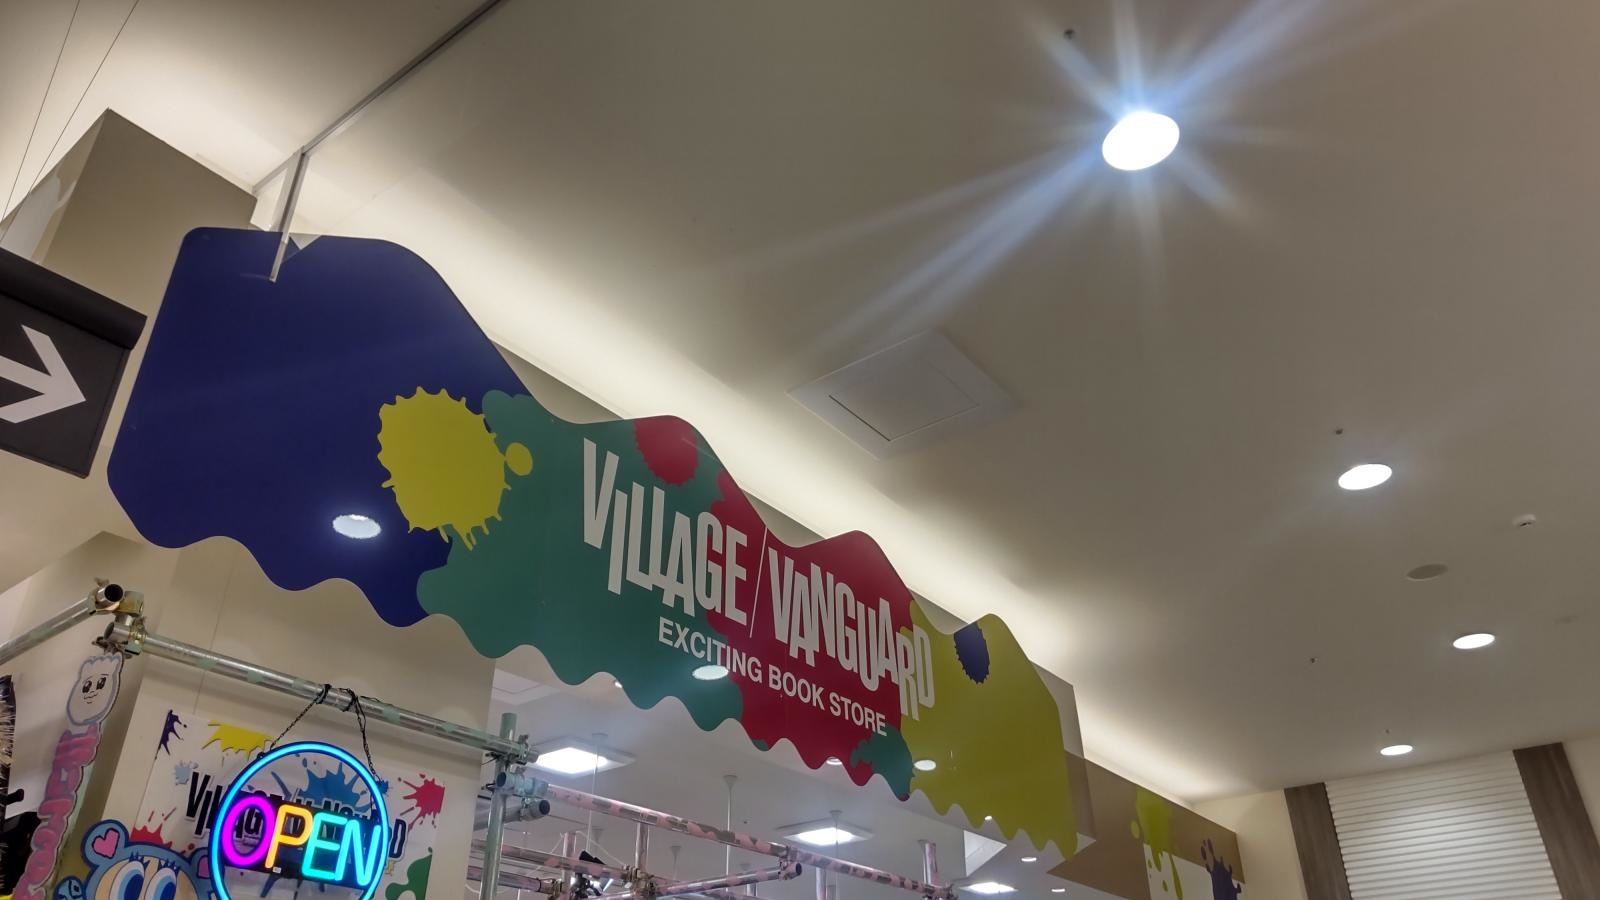 VILLAGE/VANGUARD
EXCITING BOOK STORE
OPEN